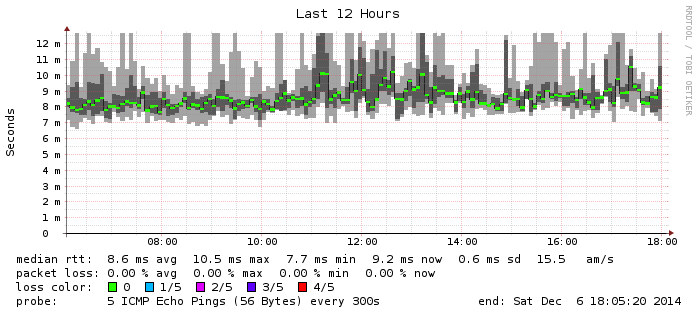 Last 12 Hours
RRDTOOL / TOBI OETIKER
Seconds
12 m
11 m
10 m
9 m
8 m
7 m
6 m
5 m
4 m
3 m
2 m
1 m
0
08:00 10:00 12:00 14:00 16:00 18:00
median rtt: 8.6 ms avg 10.5 ms max 7.7 ms min 9.2 ms now 0.6 ms sd 15.5 am/s
packet loss: 0.00 % avg 0.00 % max 0.00 % min 0.00 % now
loss color: 0 1/5 2/5 3/5 4/5
probe: 5 ICMP Echo Pings (56 Bytes) every 300s end: Sat Dec 6 18:05:20 2014